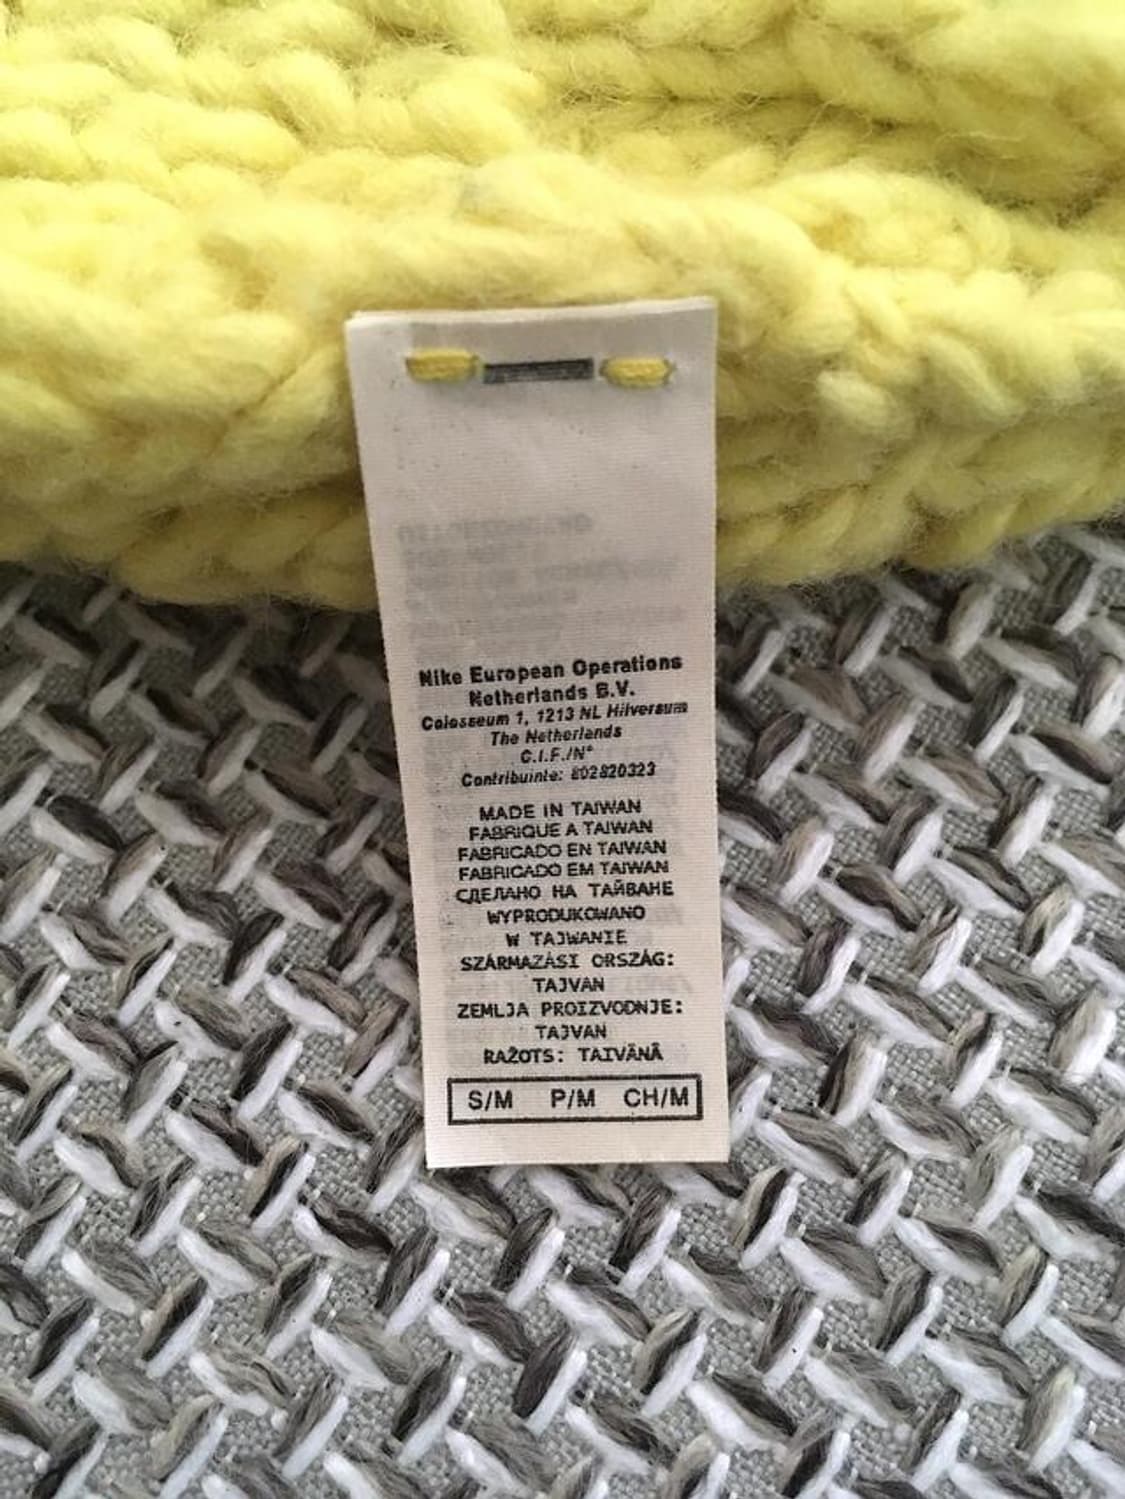 Nike European Operations
Netherlands B.V.
Colosseum 1, 1213 NL Hilversum
The Netherlands
C.I.F./N°
Contribuinte: 802820323
MADE IN TAIWAN
FABRIQUE A TAIWAN
FABRICADO EN TAIWAN
FABRICADO EM TAIWAN
СДЕЛАНО НА ТАЙВАНЕ
WYPRODUKOWANO
W TAJWANIE
SZÁRMAZÁSI ORSZÁG:
TAJVAN
ZEMLJA PROIZVODNJE:
TAJVAN
RAŽOTS: TAIVĀNĀ
S/M P/M CH/M